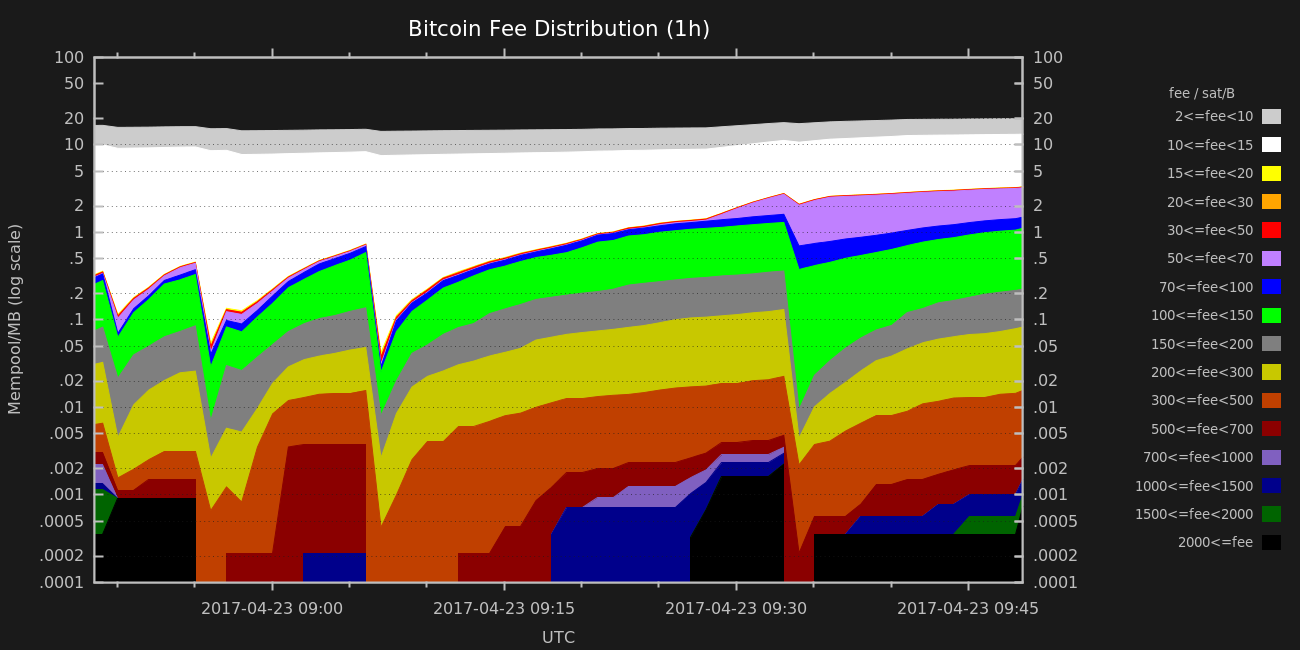 Bitcoin Fee Distribution (1h)
100 100
50 50
20 20
10 10
5 5
2 2
1 1
.5 .5
.2 .2
.1 .1
.05 .05
.02 .02
.01 .01
.005 .005
.002 .002
.001 .001
.0005 .0005
.0002 .0002
.0001 .0001
Mempool/MB (log scale)
2017-04-23 09:00 2017-04-23 09:15 2017-04-23 09:30 2017-04-23 09:45
UTC
fee / sat/B
2<=fee<10
10<=fee<15
15<=fee<20
20<=fee<30
30<=fee<50
50<=fee<70
70<=fee<100
100<=fee<150
150<=fee<200
200<=fee<300
300<=fee<500
500<=fee<700
700<=fee<1000
1000<=fee<1500
1500<=fee<2000
2000<=fee